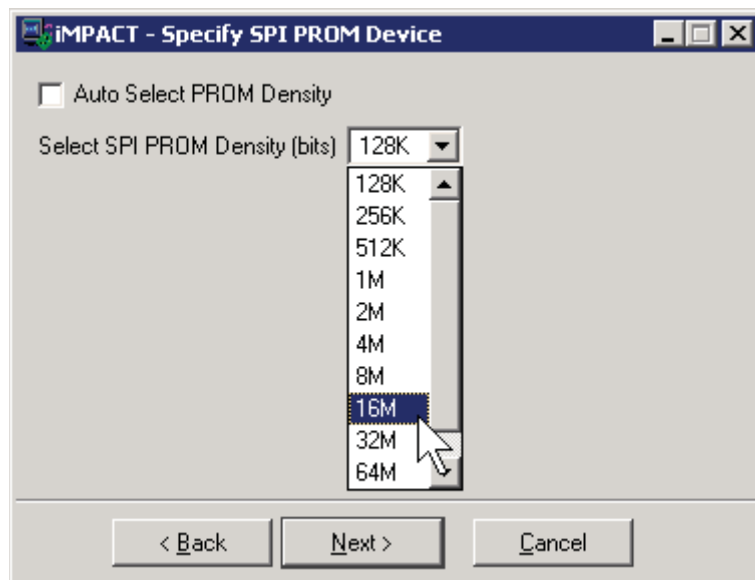 iMPACT - Specify SPI PROM Device
Auto Select PROM Density
Select SPI PROM Density (bits) 128K
128K
256K
512K
1M
2M
4M
8M
16M
32M
64M
< Back Next > Cancel